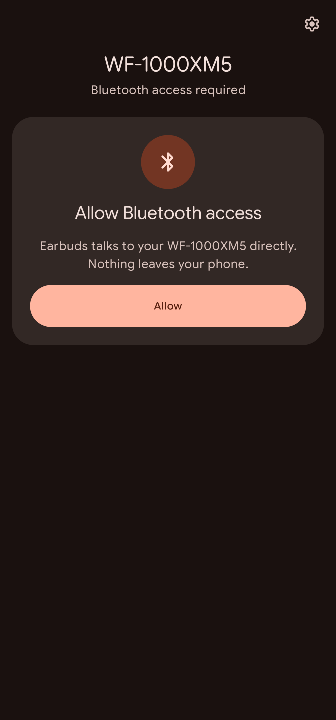 WF-1000XM5
Bluetooth access required
Allow Bluetooth access
Earbuds talks to your WF-1000XM5 directly.
Nothing leaves your phone.
Allow